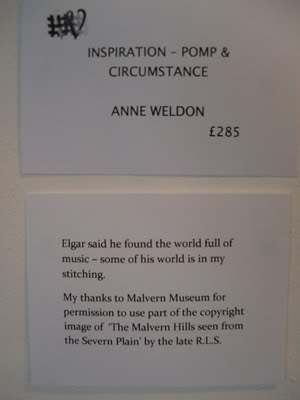 INSPIRATION – POMP &
CIRCUMSTANCE
ANNE WELDON
£285
Elgar said he found the world full of
music – some of his world is in my
stitching.
My thanks to Malvern Museum for
permission to use part of the copyright
image of 'The Malvern Hills seen from
the Severn Plain' by the late R.L.S.